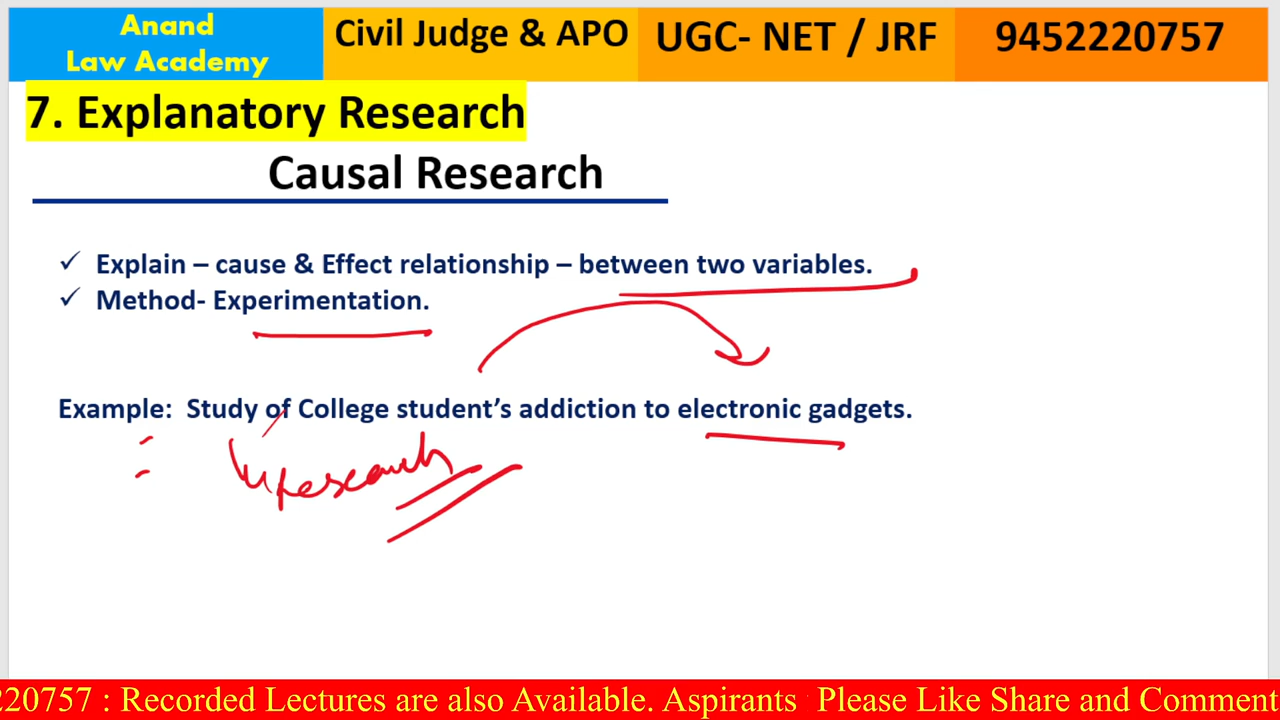 Anand
Law Academy
Civil Judge & APO
UGC- NET / JRF
9452220757
7. Explanatory Research
Causal Research
✓ Explain – cause & Effect relationship – between two variables.
✓ Method- Experimentation.
Example: Study of College student's addiction to electronic gadgets.
research
220757 : Recorded Lectures are also Available. Aspirants Please Like Share and Comment